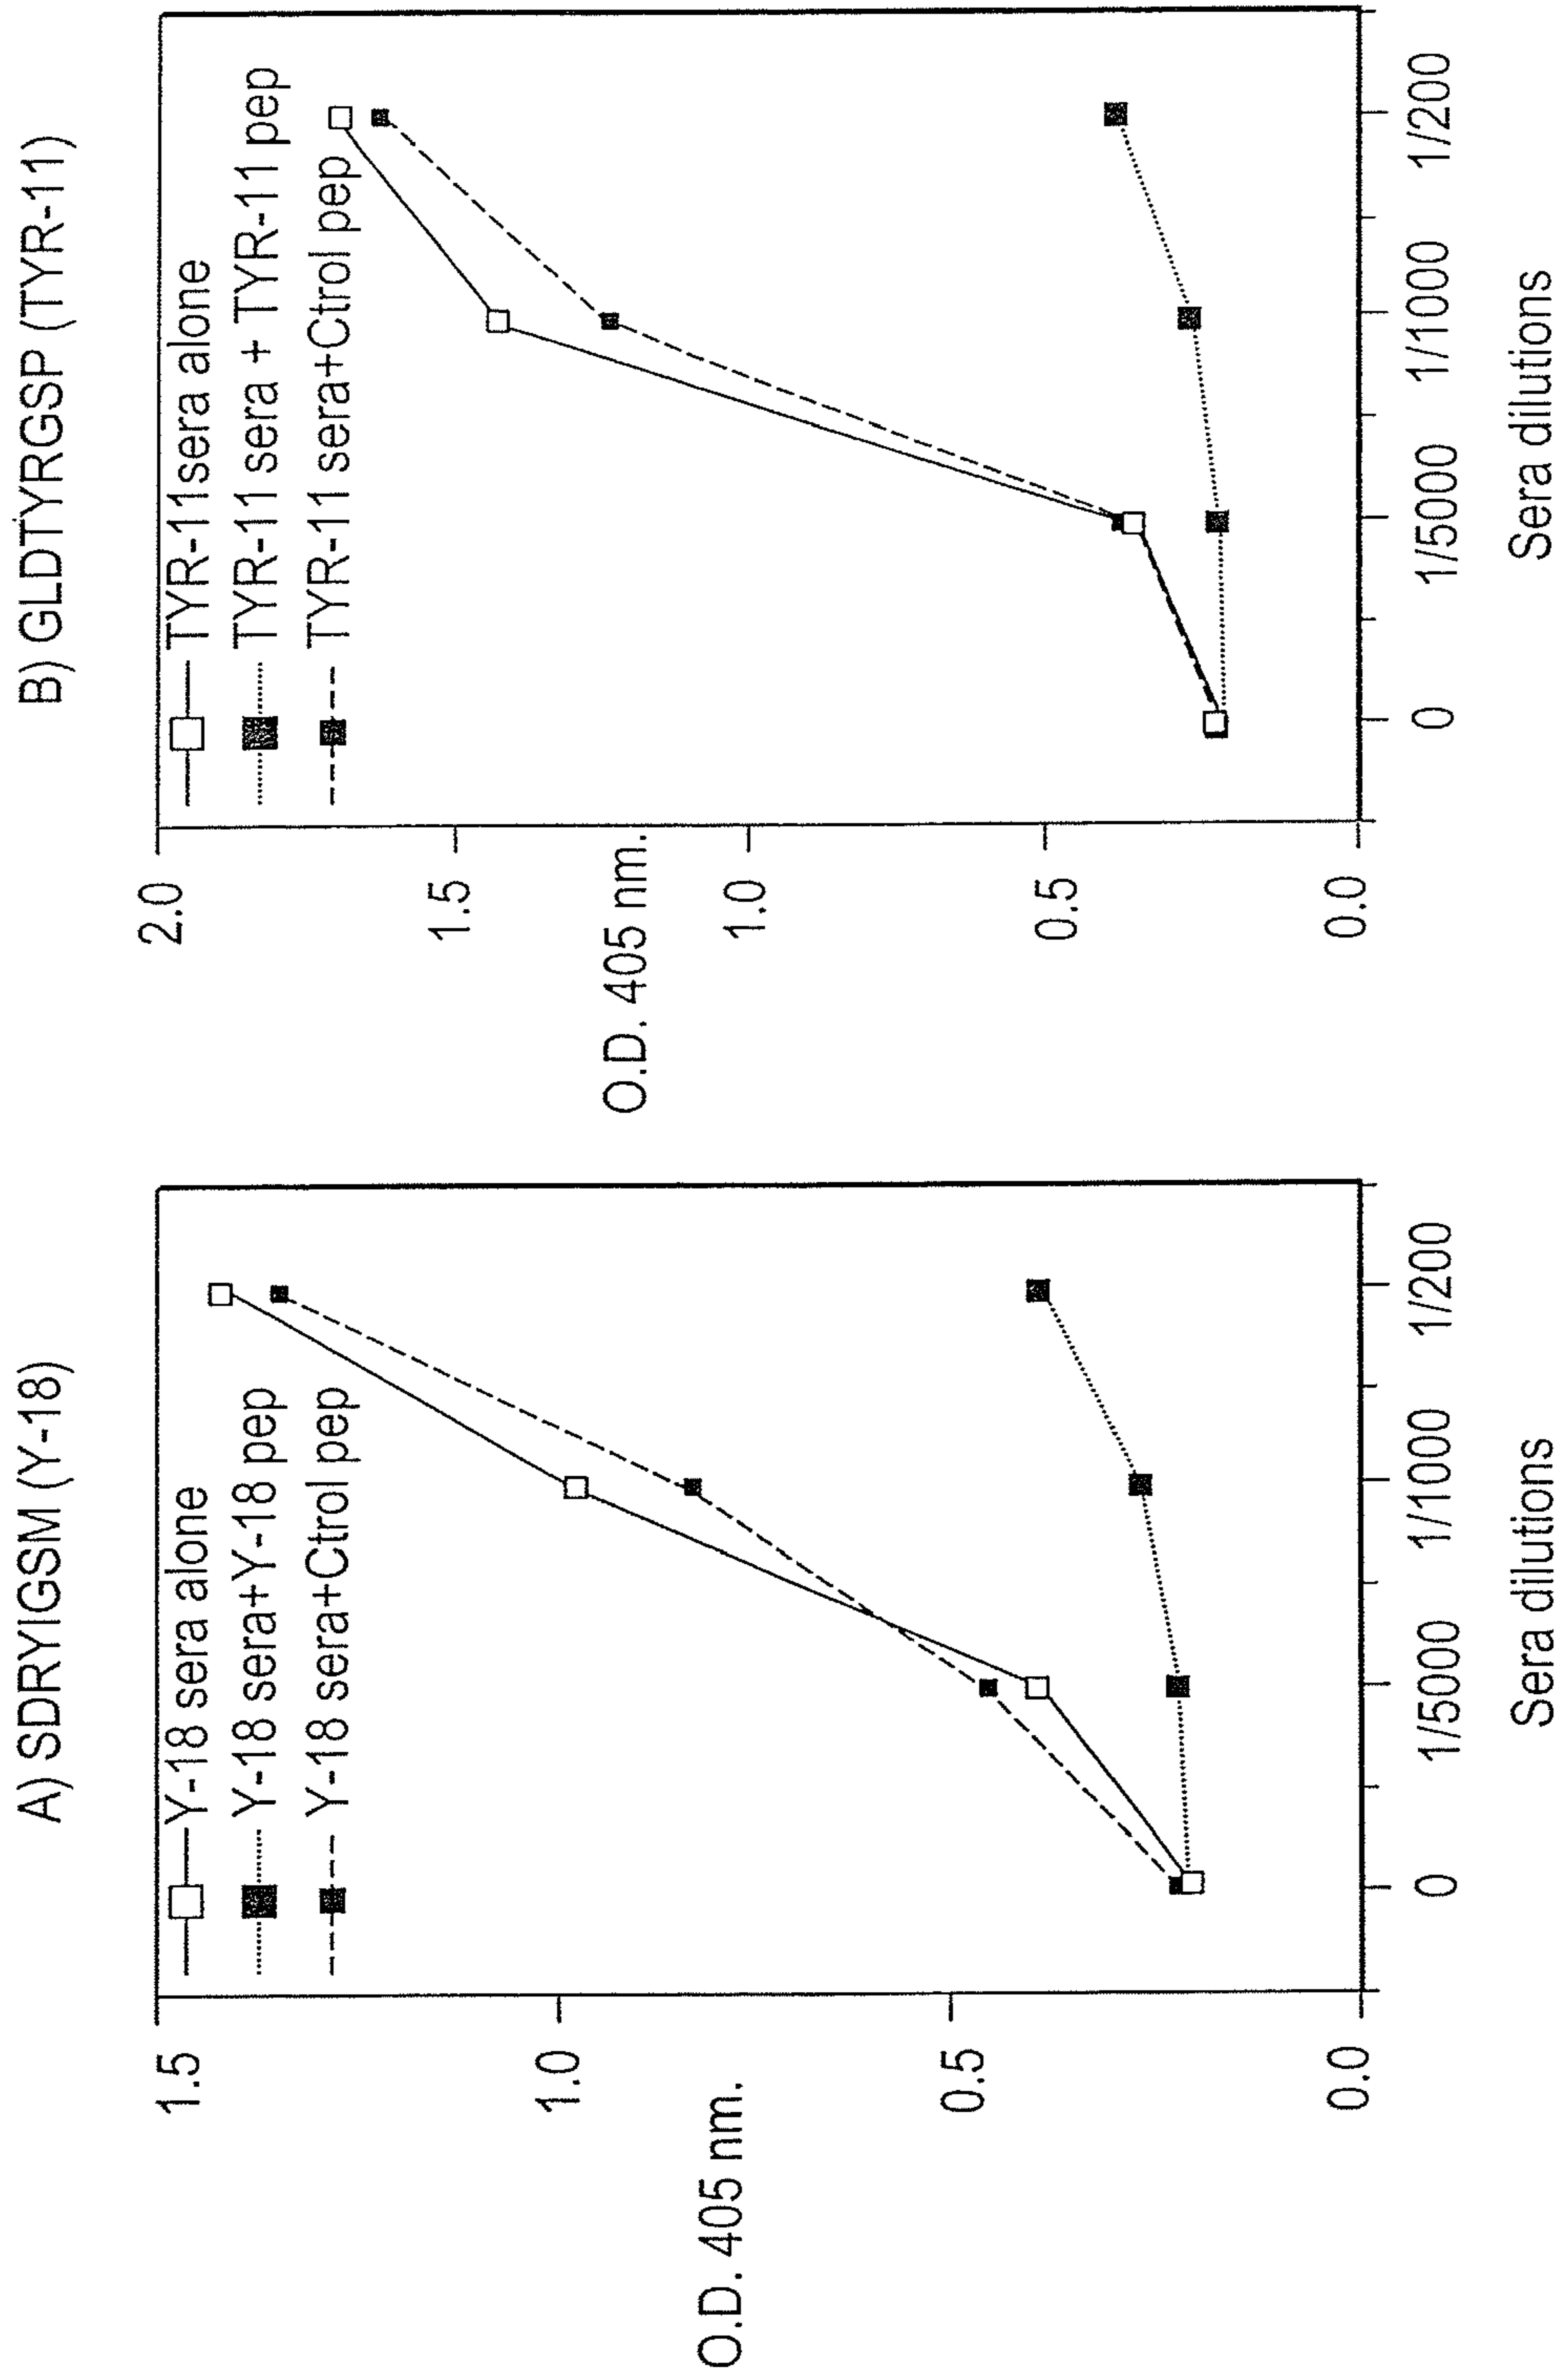 A) SDRYIGSM (Y-18)
Y-18 sera alone
Y-18 sera+Y-18 pep
Y-18 sera+Ctrol pep
1.5
1.0
0.5
0.0
O.D. 405 nm.
0
1/5000
1/1000
1/200
Sera dilutions
B) GLDTYRGSP (TYR-11)
TYR-11sera alone
TYR-11 sera + TYR-11 pep
TYR-11 sera+Ctrol pep
2.0
1.5
1.0
0.5
0.0
O.D. 405 nm.
0
1/5000
1/1000
1/200
Sera dilutions